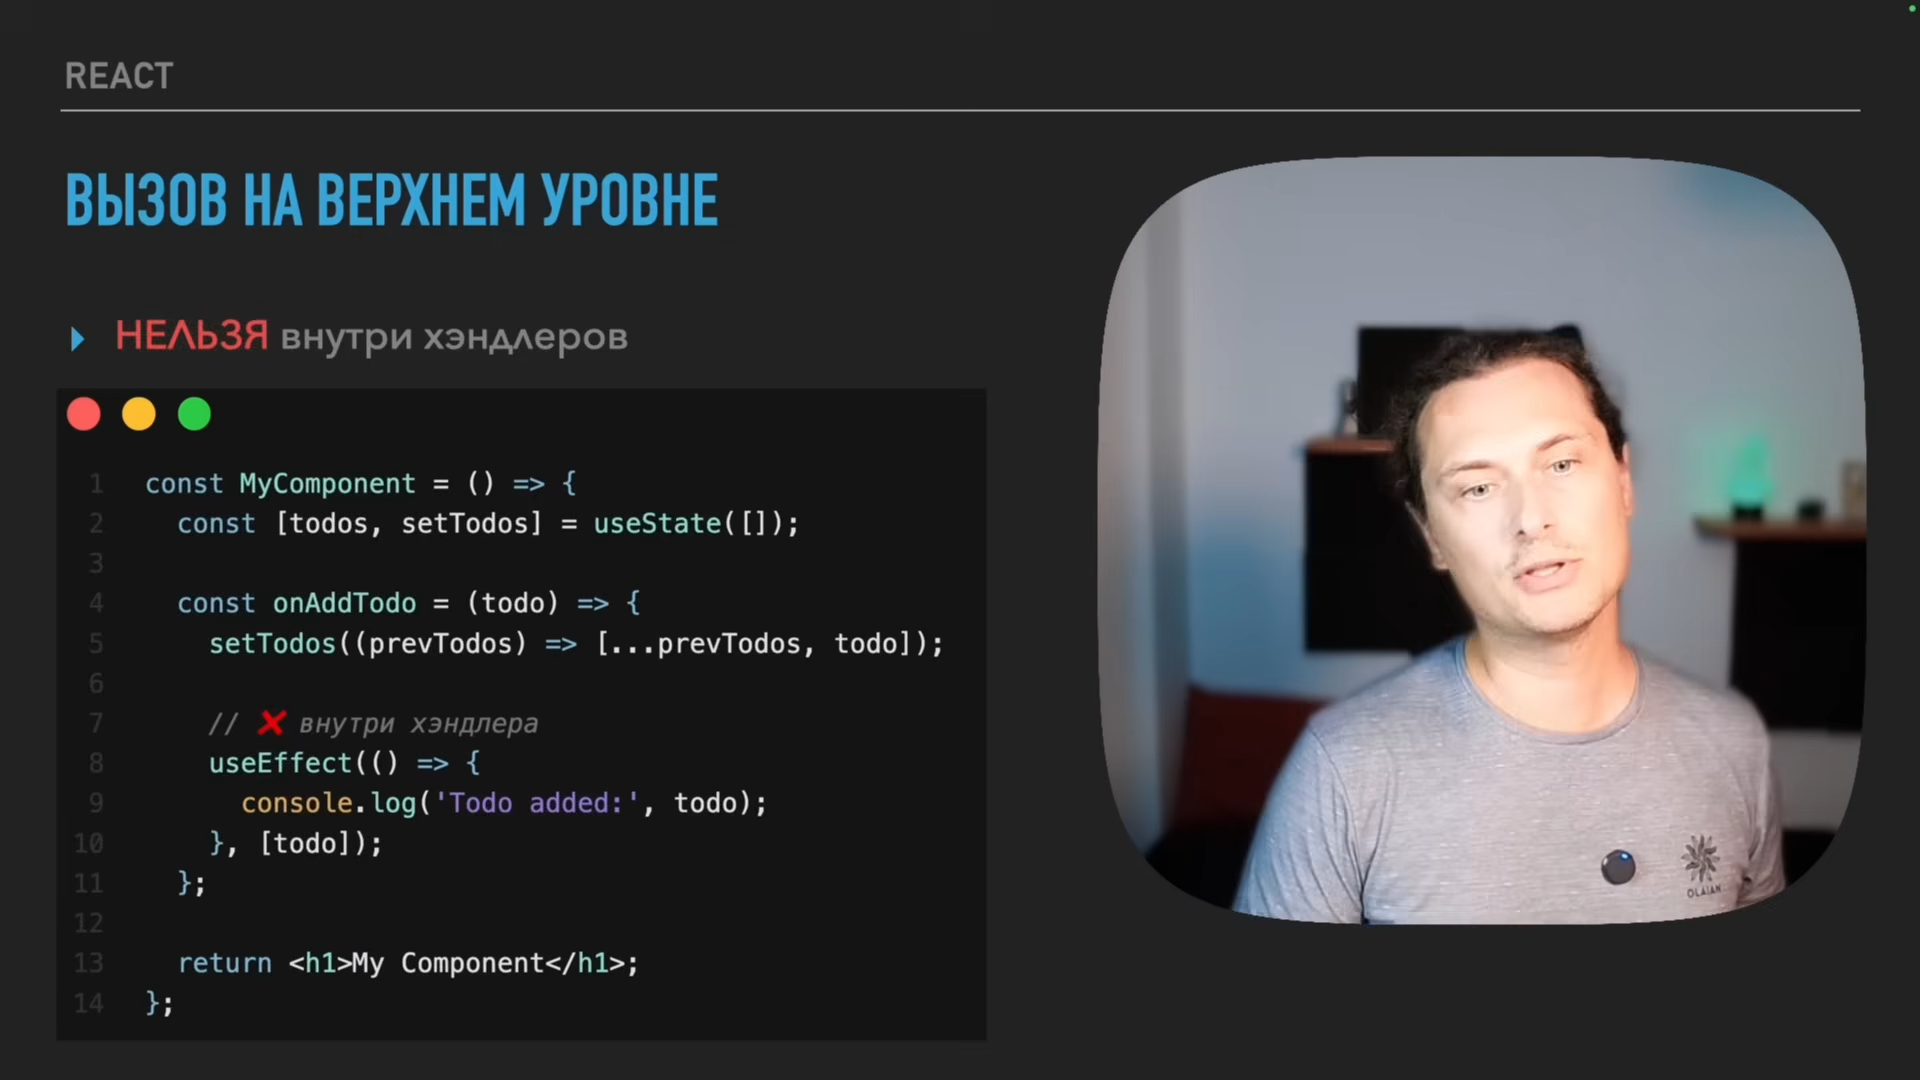 REACT
ВЫЗОВ НА ВЕРХНЕМ УРОВНЕ
НЕЛЬЗЯ внутри хэндлеров
1 const MyComponent = () => {
2 const [todos, setTodos] = useState([]);
3
4 const onAddTodo = (todo) => {
5 setTodos((prevTodos) => [...prevTodos, todo]);
6
7 // ❌ внутри хэндлера
8 useEffect(() => {
9 console.log('Todo added:', todo);
10 }, [todo]);
11 };
12
13 return <h1>My Component</h1>;
14 };
OLAIAN